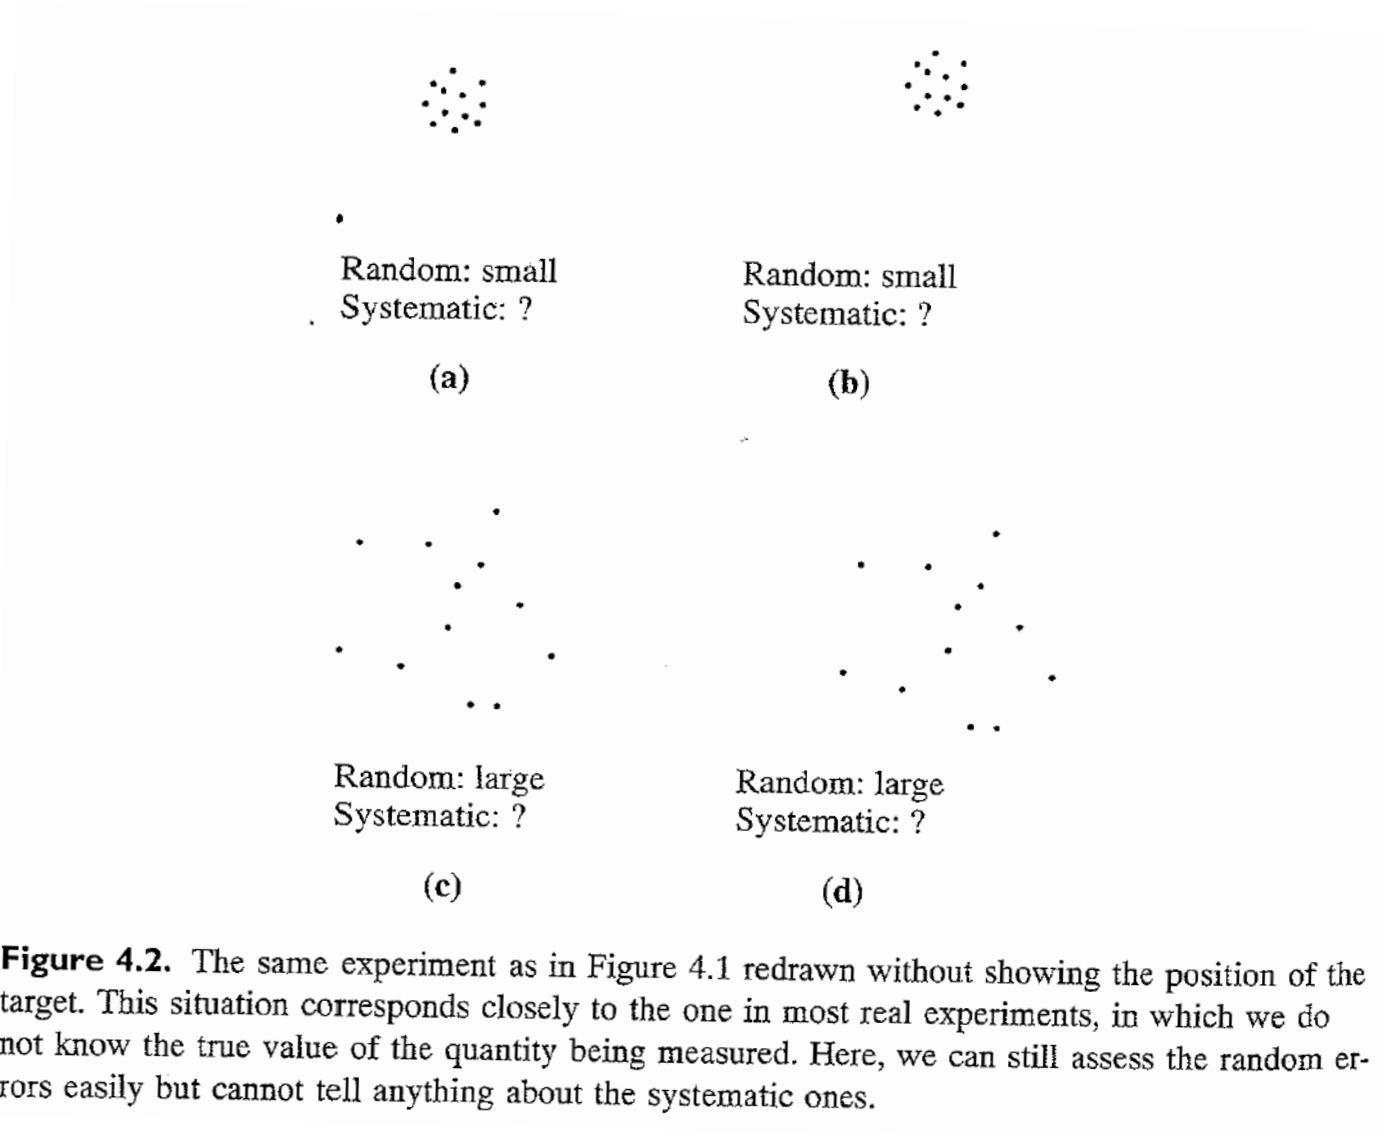 Random: small
Systematic: ?
(a)
Random: small
Systematic: ?
(b)
Random: large
Systematic: ?
(c)
Random: large
Systematic: ?
(d)
Figure 4.2. The same experiment as in Figure 4.1 redrawn without showing the position of the
target. This situation corresponds closely to the one in most real experiments, in which we do
not know the true value of the quantity being measured. Here, we can still assess the random er-
rors easily but cannot tell anything about the systematic ones.